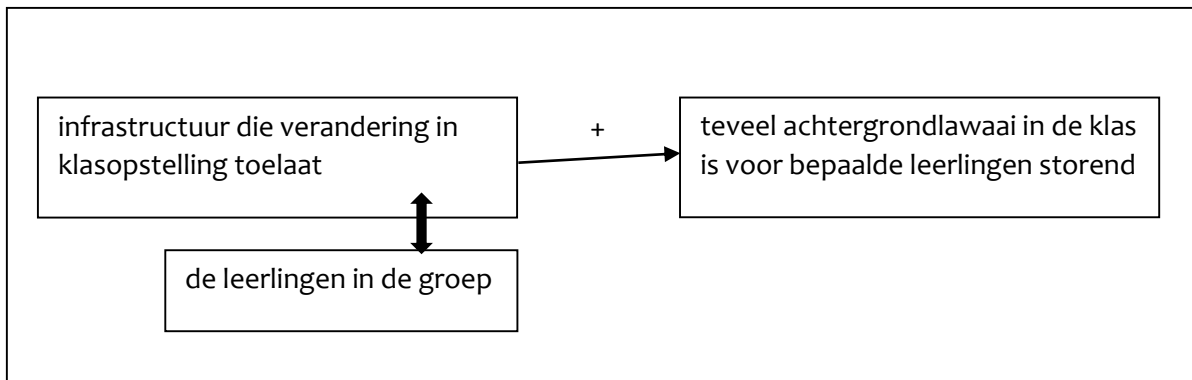 infrastructuur die verandering in
klasopstelling toelaat
+
teveel achtergrondlawaai in de klas
is voor bepaalde leerlingen storend
de leerlingen in de groep